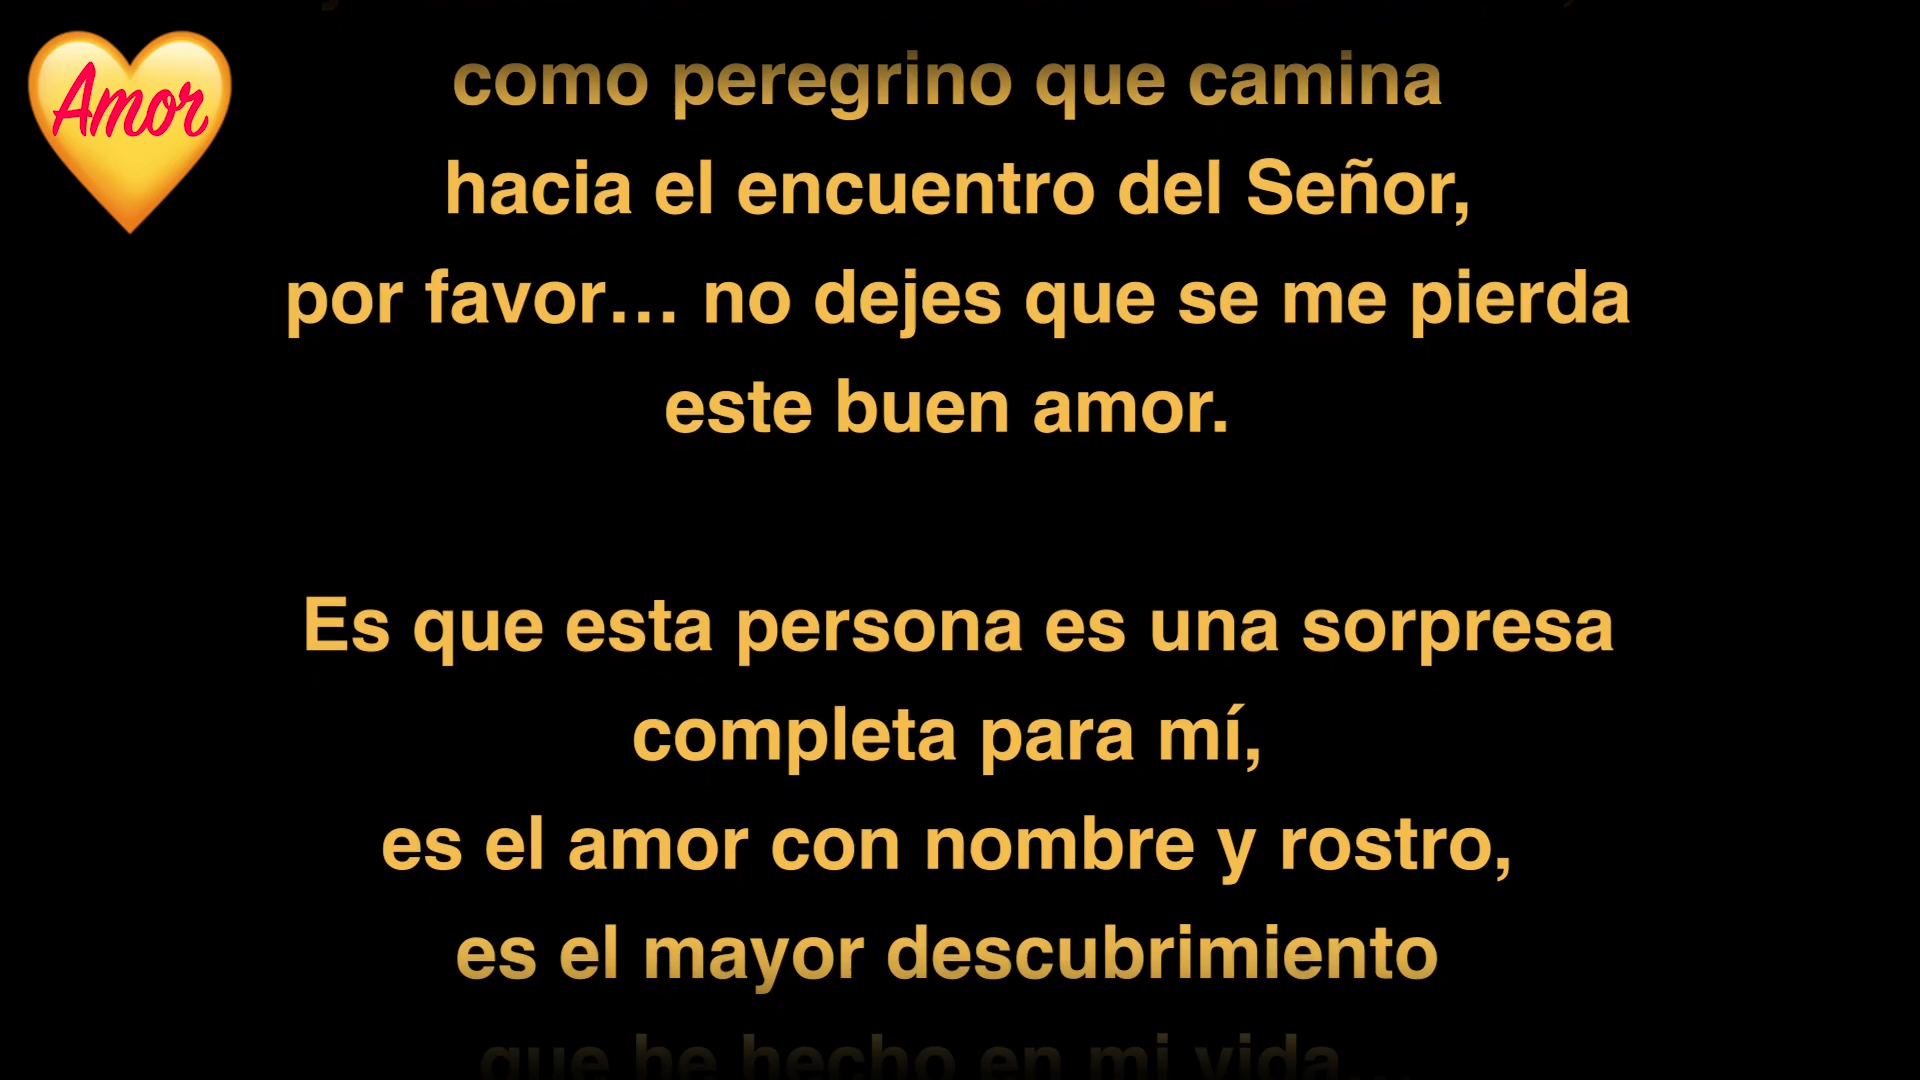 Amor
como peregrino que camina
hacia el encuentro del Señor,
por favor… no dejes que se me pierda
este buen amor.
Es que esta persona es una sorpresa
completa para mí,
es el amor con nombre y rostro,
es el mayor descubrimiento
que he hecho en mi vida...